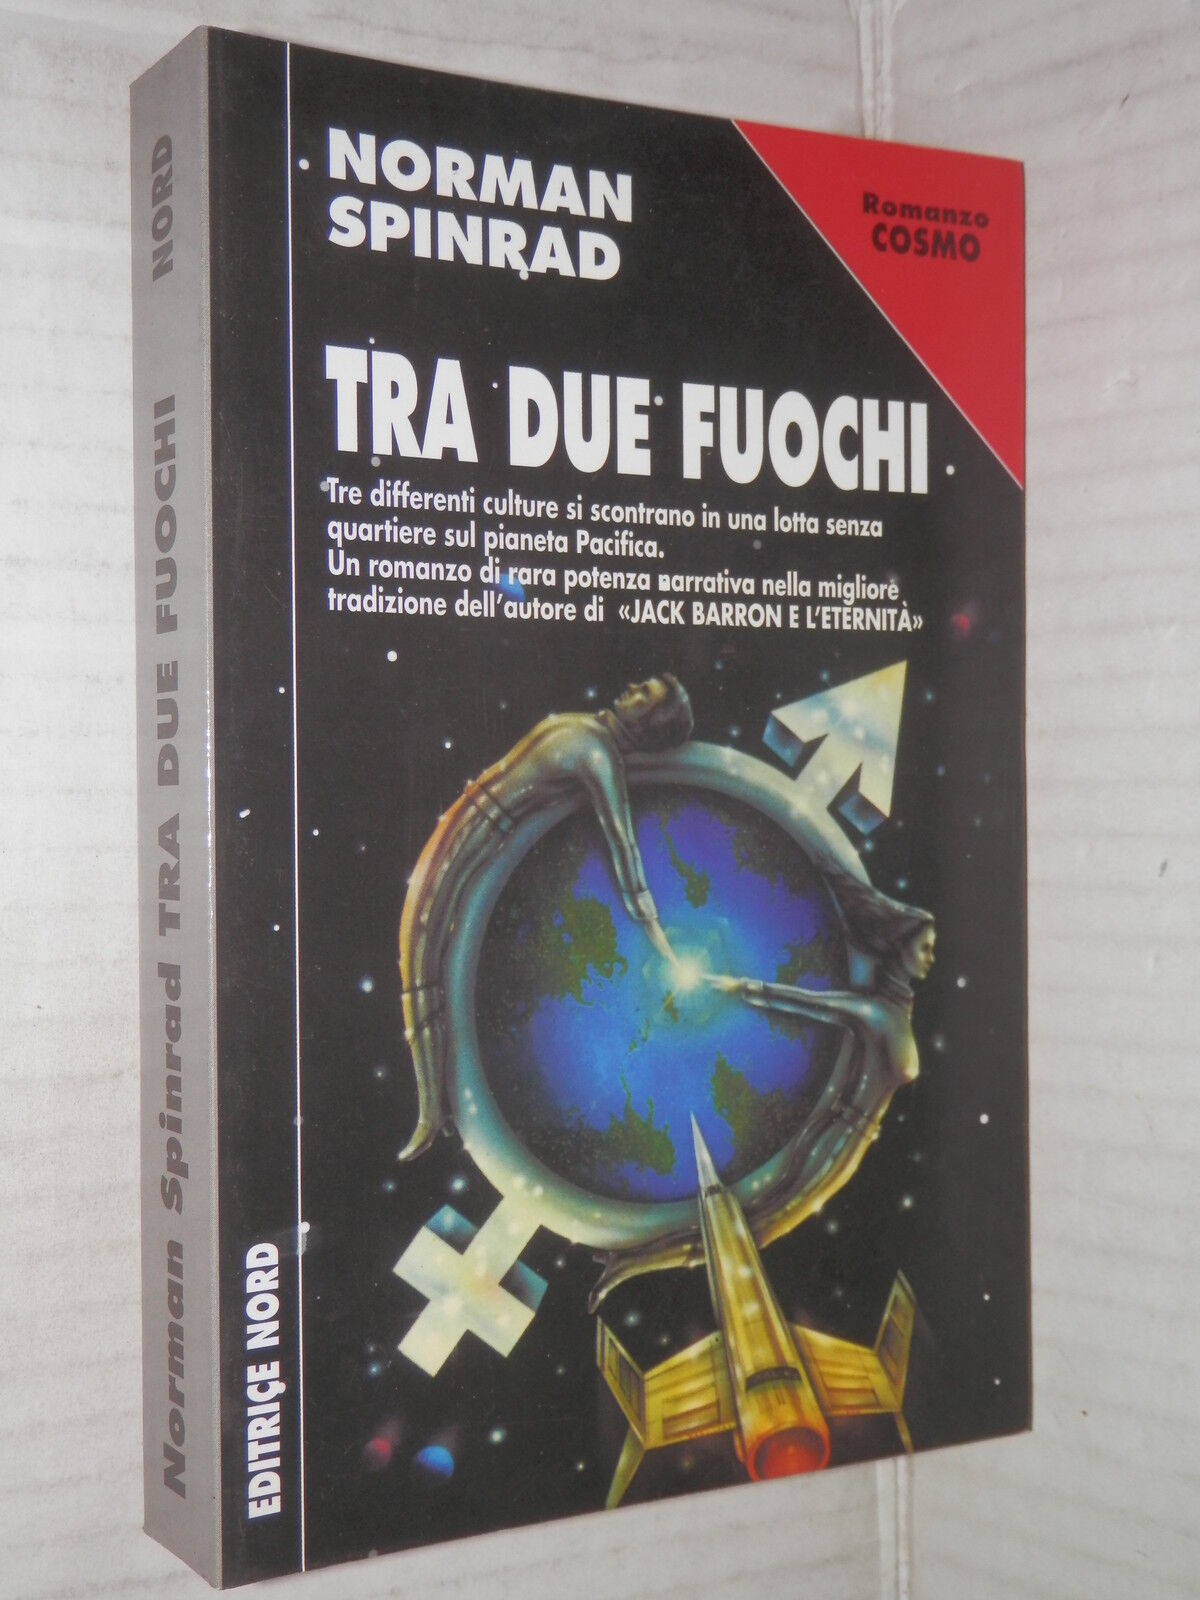 NORMAN
SPINRAD
Romanzo
COSMO
TRA DUE FUOCHI
Tre differenti culture si scontrano in una lotta senza
quartiere sul pianeta Pacifica.
Un romanzo di rara potenza narrativa nella migliore
tradizione dell'autore di «JACK BARRON E L'ETERNITÀ»
EDITRICE NORD
Norman Spinrad TRA DUE FUOCHI NORD